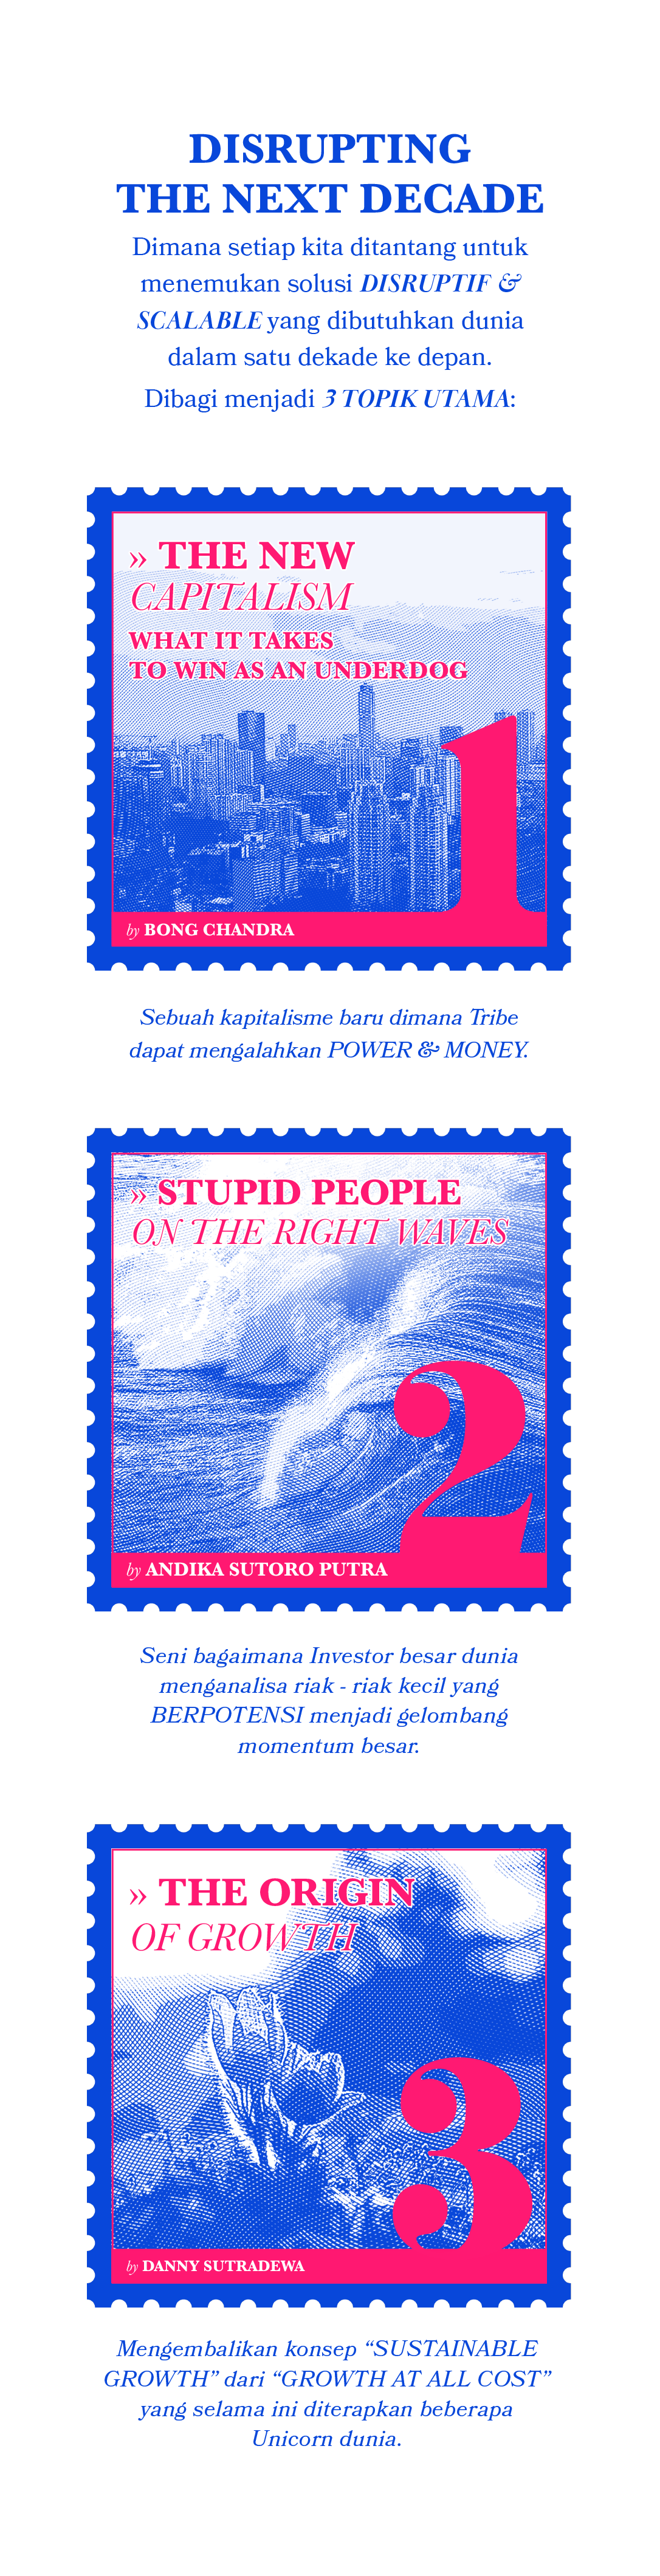 DISRUPTING
THE NEXT DECADE
Dimana setiap kita ditantang untuk
menemukan solusi DISRUPTIF &
SCALABLE yang dibutuhkan dunia
dalam satu dekade ke depan.
Dibagi menjadi 3 TOPIK UTAMA:
» THE NEW
CAPITALISM
WHAT IT TAKES
TO WIN AS AN UNDERDOG
1
by BONG CHANDRA
Sebuah kapitalisme baru dimana Tribe
dapat mengalahkan POWER & MONEY.
» STUPID PEOPLE
ON THE RIGHT WAVES
2
by ANDIKA SUTORO PUTRA
Seni bagaimana Investor besar dunia
menganalisa riak - riak kecil yang
BERPOTENSI menjadi gelombang
momentum besar.
» THE ORIGIN
OF GROWTH
3
by DANNY SUTRADEWA
Mengembalikan konsep “SUSTAINABLE
GROWTH” dari “GROWTH AT ALL COST”
yang selama ini diterapkan beberapa
Unicorn dunia.